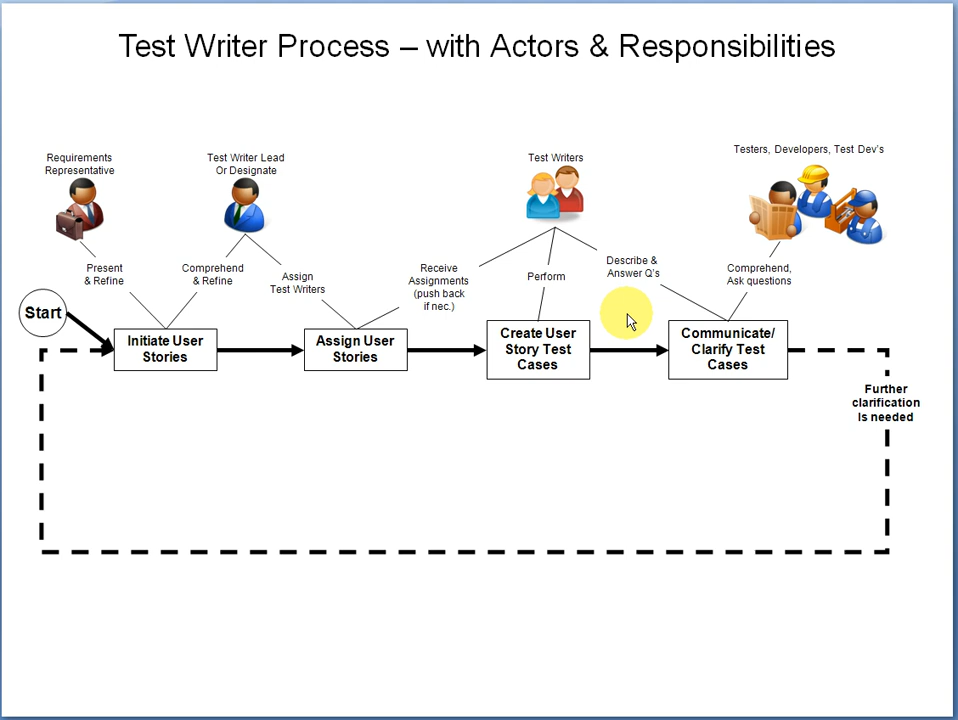 Test Writer Process – with Actors & Responsibilities
Requirements
Representative
Test Writer Lead
Or Designate
Test Writers
Testers, Developers, Test Dev's
Present
& Refine
Comprehend
& Refine
Assign
Test Writers
Receive
Assignments
(push back
if nec.)
Perform
Describe &
Answer Q's
Comprehend,
Ask questions
Start
Initiate User
Stories
Assign User
Stories
Create User
Story Test
Cases
Communicate/
Clarify Test
Cases
Further
clarification
Is needed